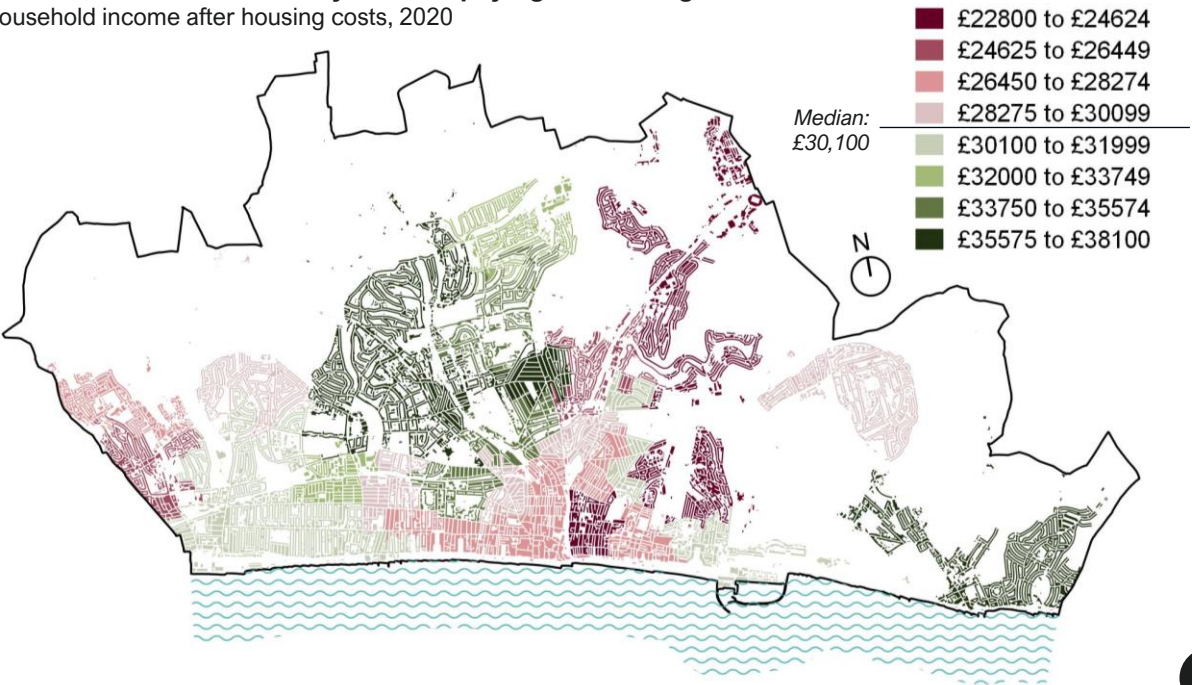 ousehold income after housing costs, 2020
£22800 to £24624
£24625 to £26449
£26450 to £28274
£28275 to £30099
Median:
£30,100
£30100 to £31999
£32000 to £33749
£33750 to £35574
£35575 to £38100
N